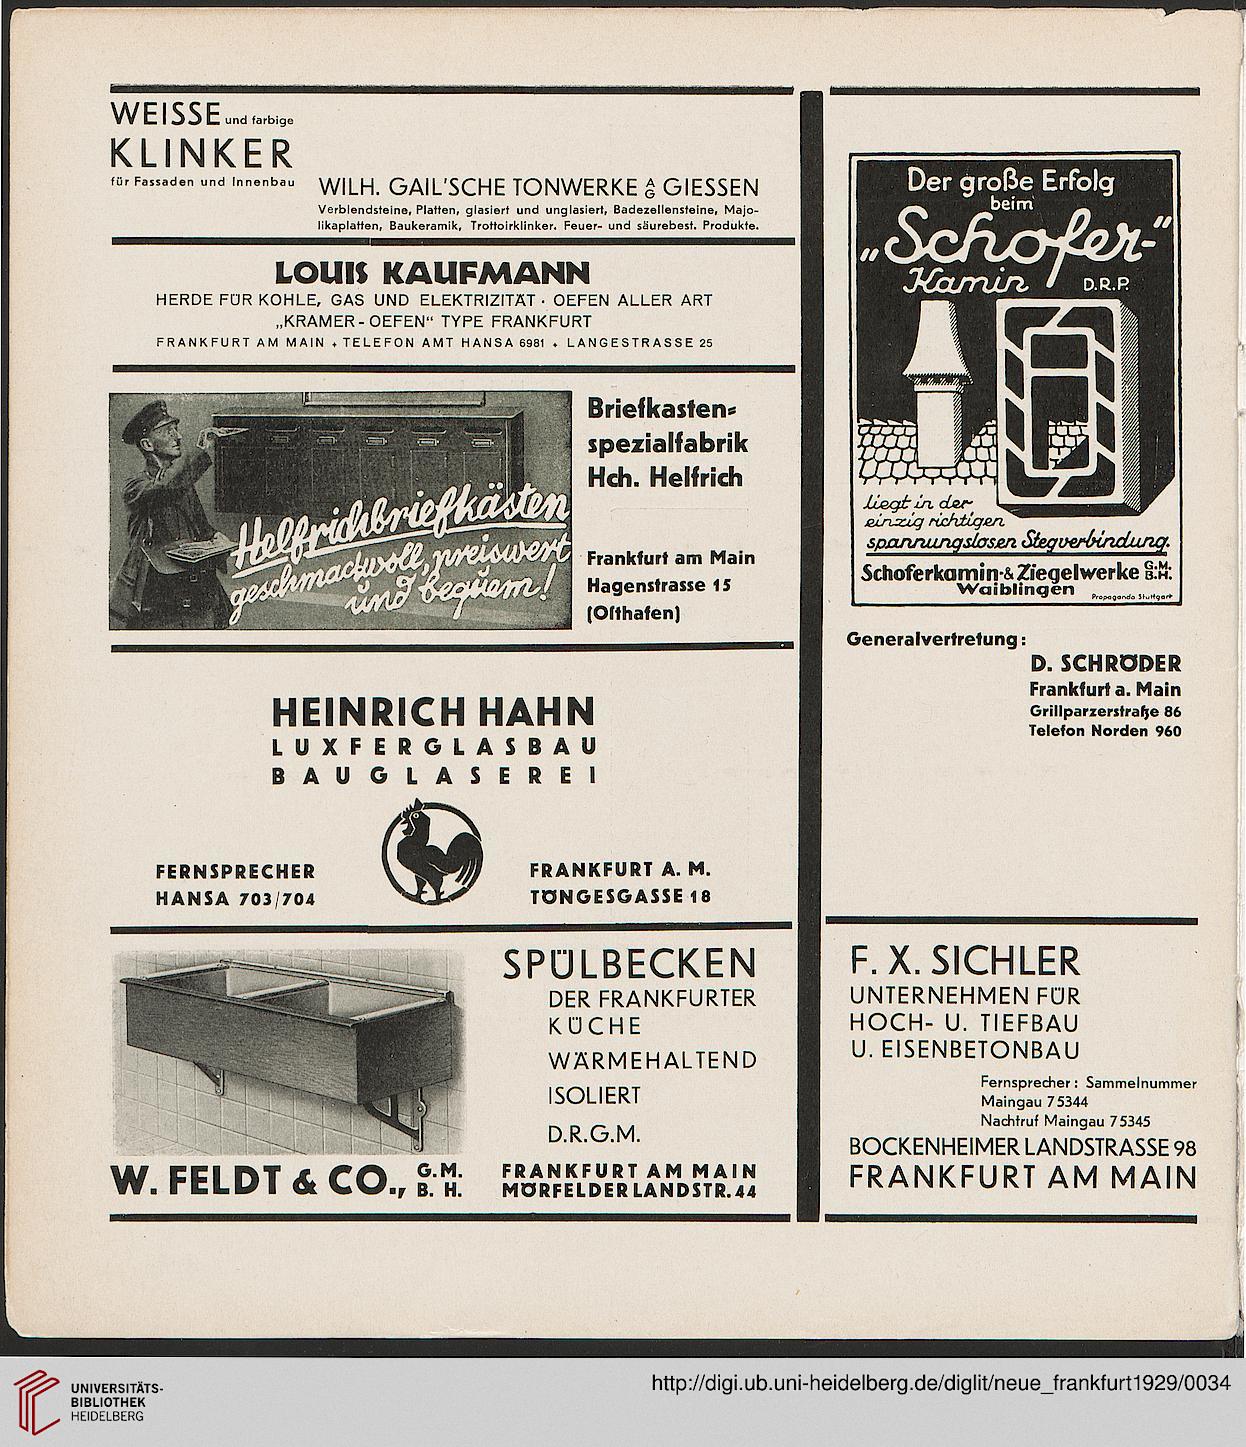 WEISSE und farbige
KLINKER
für Fassaden und Innenbau
WILH. GAIL'SCHE TONWERKE AG GIESSEN
Verblendsteine, Platten, glasiert und unglasiert, Badezellensteine, Majo-
likaplatten, Baukeramik, Trottoirklinker. Feuer- und säurebest. Produkte.
LOUIS KAUFMANN
HERDE FÜR KOHLE, GAS UND ELEKTRIZITÄT · OEFEN ALLER ART
„KRAMER-OEFEN“ TYPE FRANKFURT
FRANKFURT AM MAIN • TELEFON AMT HANSA 6981 • LANGESTRASSE 25
Helfrichbriefkästen
geschmackvoll, preiswert
und bequem!
Briefkasten=
spezialfabrik
Hch. Helfrich
Frankfurt am Main
Hagenstrasse 15
(Osthafen)
HEINRICH HAHN
LUXFERGLASBAU
BAUGLASEREI
FERNSPRECHER
HANSA 703/704
FRANKFURT A. M.
TÖNGESGASSE 18
SPÜLBECKEN
DER FRANKFURTER
KÜCHE
WÄRMEHALTEND
ISOLIERT
D.R.G.M.
W. FELDT & CO., G.M.B.H.
FRANKFURT AM MAIN
MÖRFELDERLANDSTR. 44
Der große Erfolg
beim
„Schofer-“
Kamin D.R.P.
liegt in der
einzig richtigen
spannungslosen Stegverbindung.
Schoferkamin-& Ziegelwerke G.M.B.H.
Waiblingen
Propaganda Stuttgart
Generalvertretung:
D. SCHRÖDER
Frankfurt a. Main
Grillparzerstraße 86
Telefon Norden 960
F. X. SICHLER
UNTERNEHMEN FÜR
HOCH- U. TIEFBAU
U. EISENBETONBAU
Fernsprecher: Sammelnummer
Maingau 75344
Nachtruf Maingau 75345
BOCKENHEIMER LANDSTRASSE 98
FRANKFURT AM MAIN
UNIVERSITÄTS-
BIBLIOTHEK
HEIDELBERG
http://digi.ub.uni-heidelberg.de/diglit/neue_frankfurt1929/0034